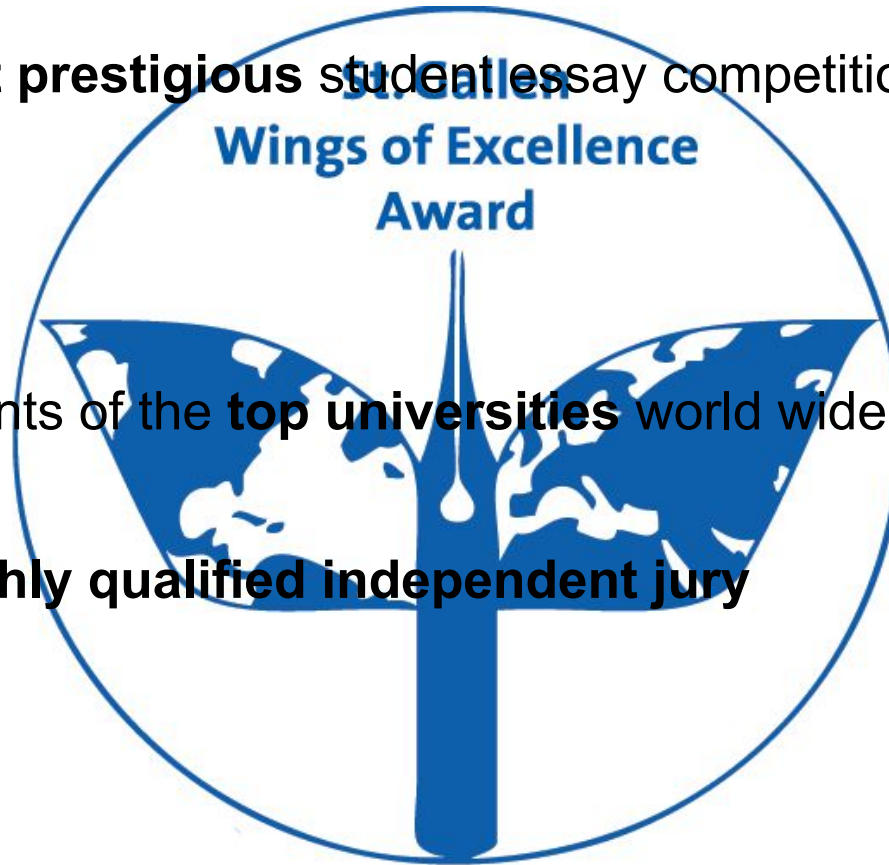 t prestigious student essay competitio
St. Gallen
Wings of Excellence
Award
nts of the top universities world wide
hly qualified independent jury